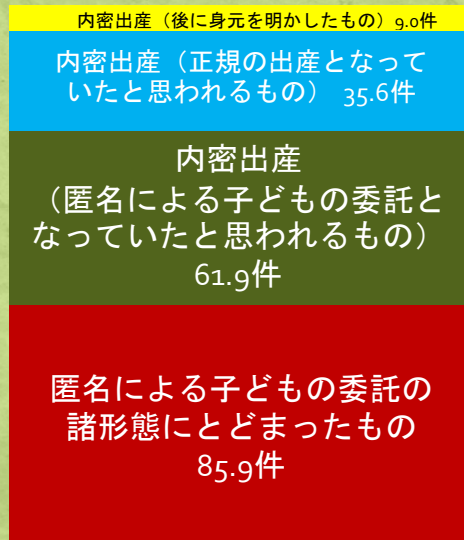 内密出産（後に身元を明かしたもの）9.0件
内密出産（正規の出産となって
いたと思われるもの） 35.6件
内密出産
（匿名による子どもの委託と
なっていたと思われるもの）
61.9件
匿名による子どもの委託の
諸形態にとどまったもの
85.9件